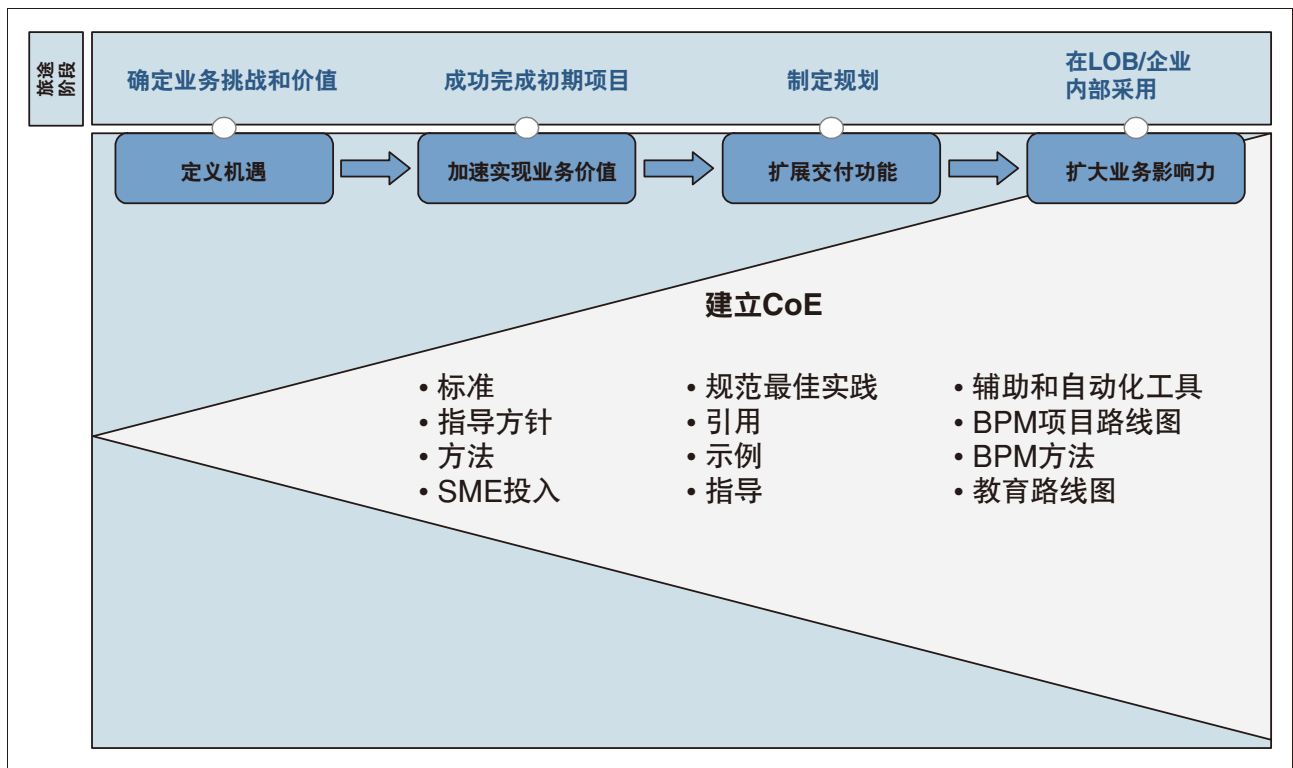 旅途
阶段
确定业务挑战和价值
成功完成初期项目
制定规划
在LOB/企业
内部采用
定义机遇
加速实现业务价值
扩展交付功能
扩大业务影响力
建立CoE
• 标准
• 指导方针
• 方法
• SME投入
• 规范最佳实践
• 引用
• 示例
• 指导
• 辅助和自动化工具
• BPM项目路线图
• BPM方法
• 教育路线图